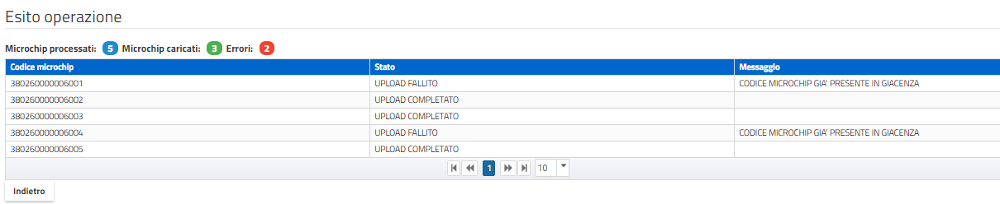 Esito operazione
Microchip processati: 5 Microchip caricati: 3 Errori: 2
Codice microchip Stato Messaggio
380260000006001 UPLOAD FALLITO CODICE MICROCHIP GIA' PRESENTE IN GIACENZA
380260000006002 UPLOAD COMPLETATO
380260000006003 UPLOAD COMPLETATO
380260000006004 UPLOAD FALLITO CODICE MICROCHIP GIA' PRESENTE IN GIACENZA
380260000006005 UPLOAD COMPLETATO
1 10
Indietro